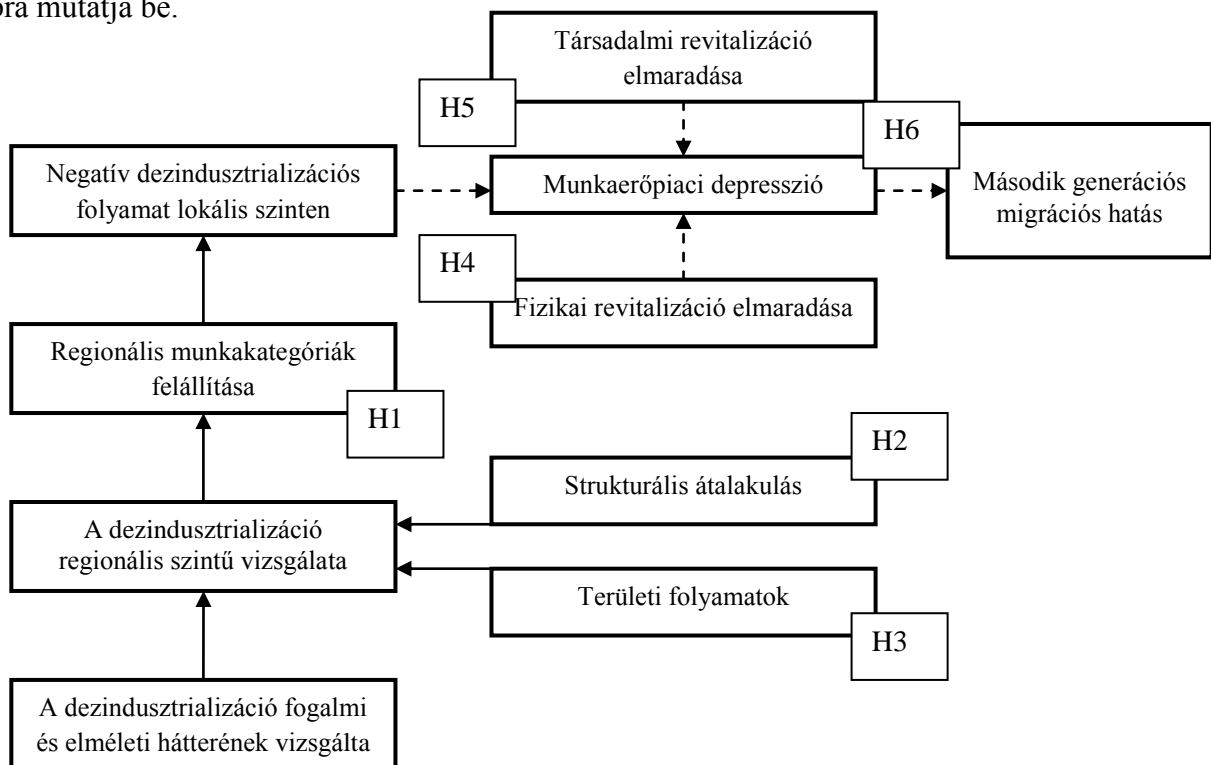 ora mutatja be.
Társadalmi revitalizáció
elmaradása
H5
H6
Negatív dezindusztrializációs
folyamat lokális szinten
Munkaerőpiaci depresszió
Második generációs
migrációs hatás
H4
Fizikai revitalizáció elmaradása
Regionális munkakategóriák
felállítása
H1
H2
Strukturális átalakulás
A dezindusztrializáció
regionális szintű vizsgálata
Területi folyamatok
H3
A dezindusztrializáció fogalmi
és elméleti hátterének vizsgálta